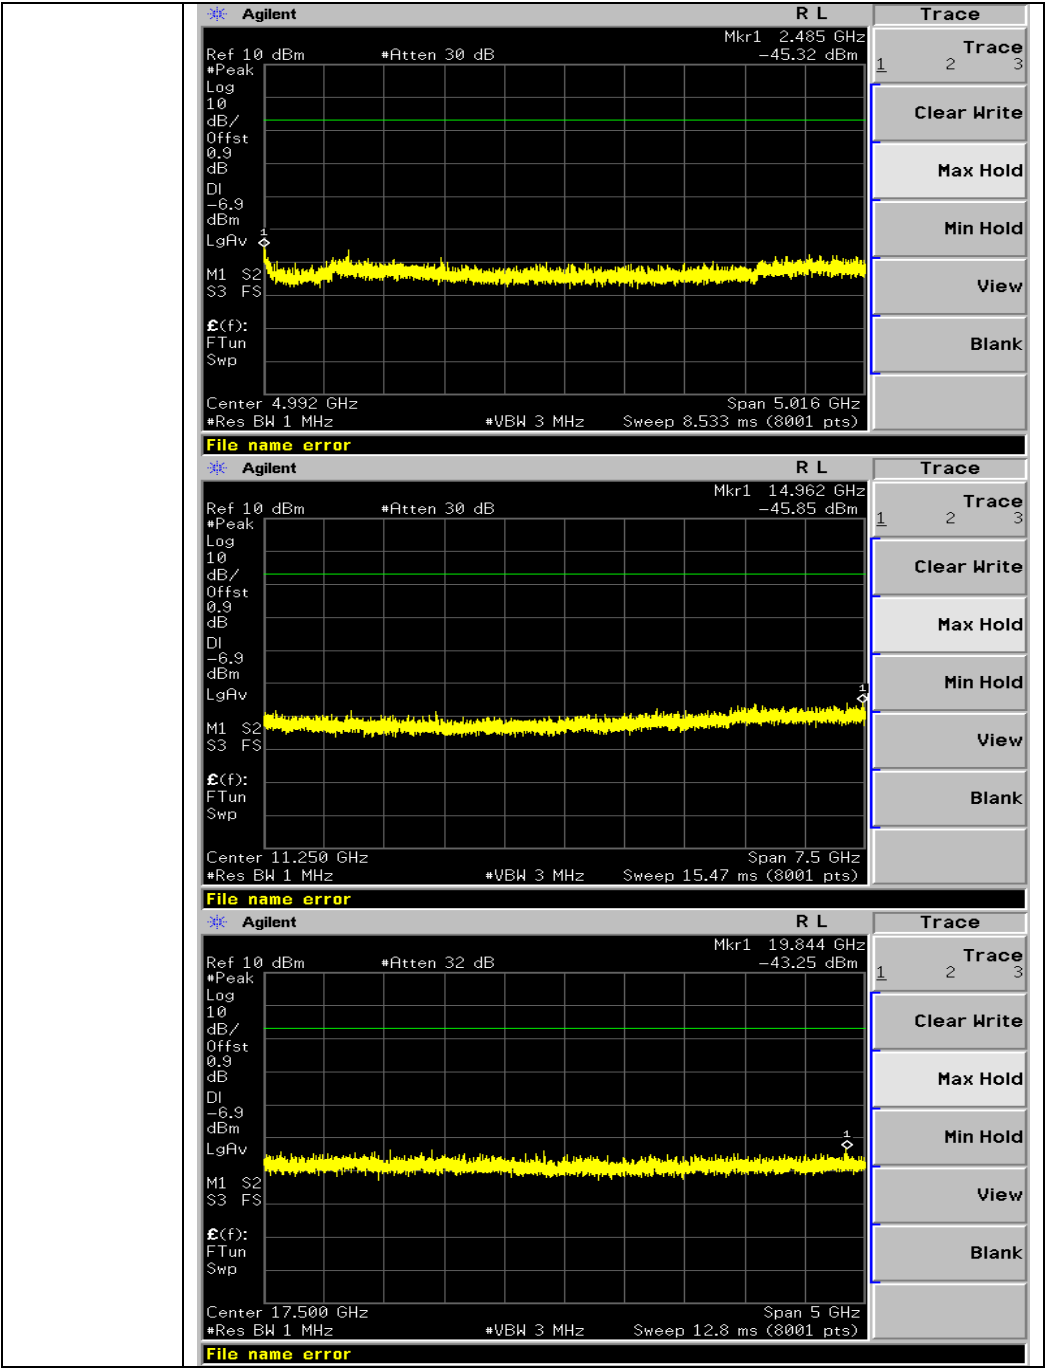 Agilent R L Trace
Mkr1 2.485 GHz
Ref 10 dBm #Atten 30 dB -45.32 dBm
#Peak
Log
10
dB/
Offst
0.9
dB
DI
-6.9
dBm
LgAv
1
M1 S2
S3 FS
£(f):
FTun
Swp
Center 4.992 GHz Span 5.016 GHz
#Res BW 1 MHz #VBW 3 MHz Sweep 8.533 ms (8001 pts)
File name error
Trace
1 2 3
Clear Write
Max Hold
Min Hold
View
Blank
Agilent R L Trace
Mkr1 14.962 GHz
Ref 10 dBm #Atten 30 dB -45.85 dBm
#Peak
Log
10
dB/
Offst
0.9
dB
DI
-6.9
dBm
LgAv
1
M1 S2
S3 FS
£(f):
FTun
Swp
Center 11.250 GHz Span 7.5 GHz
#Res BW 1 MHz #VBW 3 MHz Sweep 15.47 ms (8001 pts)
File name error
Trace
1 2 3
Clear Write
Max Hold
Min Hold
View
Blank
Agilent R L Trace
Mkr1 19.844 GHz
Ref 10 dBm #Atten 32 dB -43.25 dBm
#Peak
Log
10
dB/
Offst
0.9
dB
DI
-6.9
dBm
LgAv
1
M1 S2
S3 FS
£(f):
FTun
Swp
Center 17.500 GHz Span 5 GHz
#Res BW 1 MHz #VBW 3 MHz Sweep 12.8 ms (8001 pts)
File name error
Trace
1 2 3
Clear Write
Max Hold
Min Hold
View
Blank